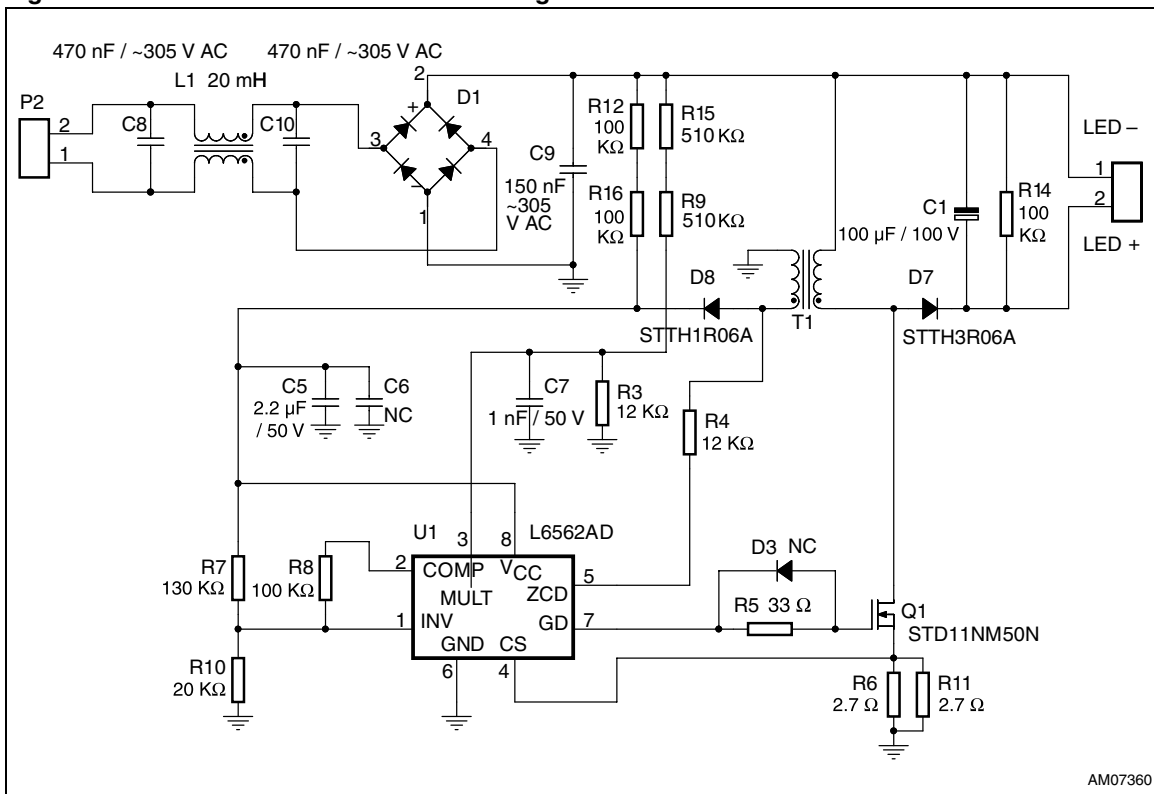 470 nF / ~305 V AC
470 nF / ~305 V AC
L1 20 mH
P2
2
1
C8
C10
2
+
D1
3
4
−
1
C9
150 nF
~305
V AC
R12
100
KΩ
R15
510 KΩ
R16
100
KΩ
R9
510KΩ
C1
100 µF / 100 V
R14
100
KΩ
LED −
1
2
LED +
D8
STTH1R06A
T1
D7
STTH3R06A
C5
2.2 µF
/ 50 V
C6
NC
C7
1 nF / 50 V
R3
12 KΩ
R4
12 KΩ
U1
3
8
L6562AD
R7
130 KΩ
R8
100 KΩ
2
COMP
VCC
MULT
ZCD
5
1
INV
GD
7
GND
CS
6
4
D3 NC
R5 33 Ω
Q1
STD11NM50N
R10
20 KΩ
R6
2.7 Ω
R11
2.7 Ω
AM07360